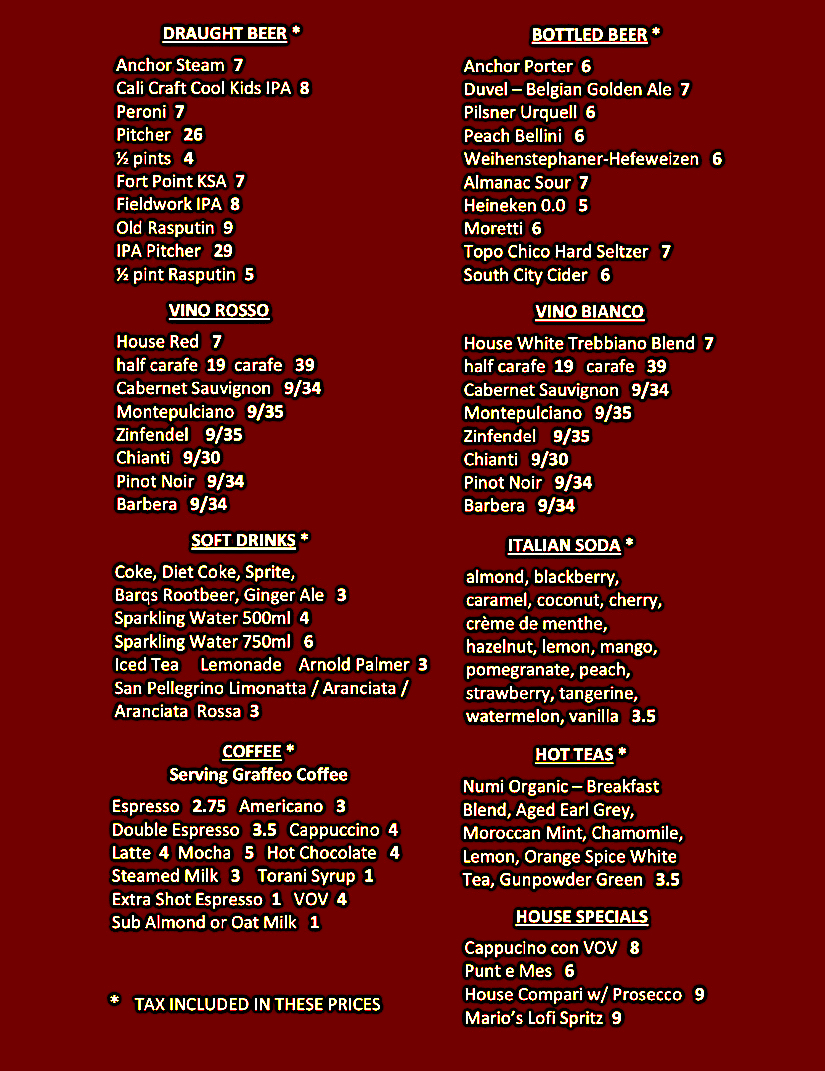 DRAUGHT BEER *
Anchor Steam 7
Cali Craft Cool Kids IPA 8
Peroni 7
Pitcher 26
½ pints 4
Fort Point KSA 7
Fieldwork IPA 8
Old Rasputin 9
IPA Pitcher 29
½ pint Rasputin 5
VINO ROSSO
House Red 7
half carafe 19 carafe 39
Cabernet Sauvignon 9/34
Montepulciano 9/35
Zinfendel 9/35
Chianti 9/30
Pinot Noir 9/34
Barbera 9/34
SOFT DRINKS *
Coke, Diet Coke, Sprite,
Barqs Rootbeer, Ginger Ale 3
Sparkling Water 500ml 4
Sparkling Water 750ml 6
Iced Tea Lemonade Arnold Palmer 3
San Pellegrino Limonatta / Aranciata /
Aranciata Rossa 3
COFFEE *
Serving Graffeo Coffee
Espresso 2.75 Americano 3
Double Espresso 3.5 Cappuccino 4
Latte 4 Mocha 5 Hot Chocolate 4
Steamed Milk 3 Torani Syrup 1
Extra Shot Espresso 1 VOV 4
Sub Almond or Oat Milk 1
* TAX INCLUDED IN THESE PRICES
BOTTLED BEER *
Anchor Porter 6
Duvel – Belgian Golden Ale 7
Pilsner Urquell 6
Peach Bellini 6
Weihenstephaner-Hefeweizen 6
Almanac Sour 7
Heineken 0.0 5
Moretti 6
Topo Chico Hard Seltzer 7
South City Cider 6
VINO BIANCO
House White Trebbiano Blend 7
half carafe 19 carafe 39
Cabernet Sauvignon 9/34
Montepulciano 9/35
Zinfendel 9/35
Chianti 9/30
Pinot Noir 9/34
Barbera 9/34
ITALIAN SODA *
almond, blackberry,
caramel, coconut, cherry,
crème de menthe,
hazelnut, lemon, mango,
pomegranate, peach,
strawberry, tangerine,
watermelon, vanilla 3.5
HOT TEAS *
Numi Organic – Breakfast
Blend, Aged Earl Grey,
Moroccan Mint, Chamomile,
Lemon, Orange Spice White
Tea, Gunpowder Green 3.5
HOUSE SPECIALS
Cappucino con VOV 8
Punt e Mes 6
House Compari w/ Prosecco 9
Mario's Lofi Spritz 9